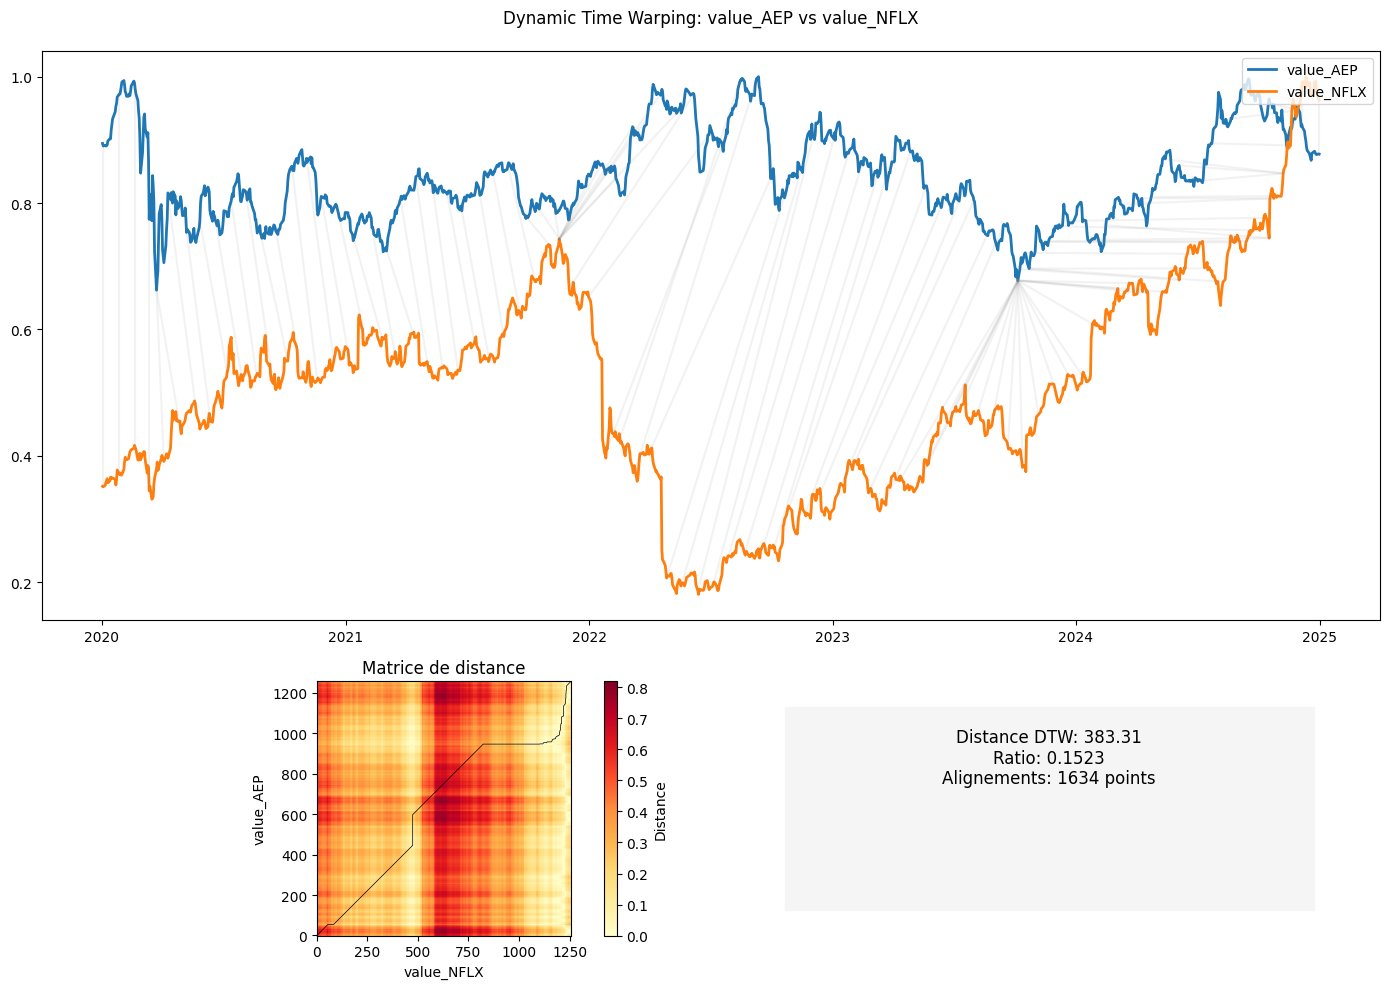 Dynamic Time Warping: value_AEP vs value_NFLX
value_AEP
value_NFLX
1.0
0.8
0.6
0.4
0.2
2020 2021 2022 2023 2024 2025
Matrice de distance
value_AEP
1200
1000
800
600
400
200
0
0 250 500 750 1000 1250
value_NFLX
0.8
0.7
0.6
0.5
0.4
0.3
0.2
0.1
0.0
Distance
Distance DTW: 383.31
Ratio: 0.1523
Alignements: 1634 points